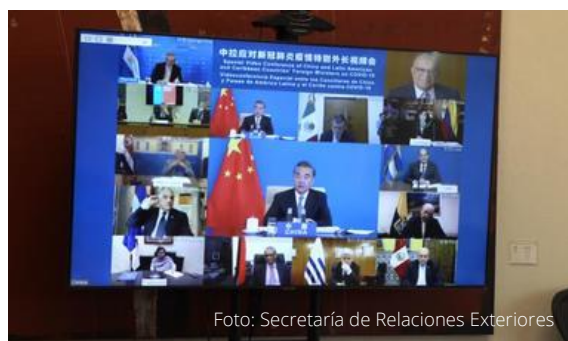 中拉应对新冠肺炎疫情特别外长视频会
Special Video Conference of China and Latin American
and Caribbean Countries' Foreign Ministers on COVID-19
Videoconferencia Especial entre los Cancilleres de China
y Países de América Latina y el Caribe contra COVID-19
中国
CHINA
Foto: Secretaría de Relaciones Exteriores